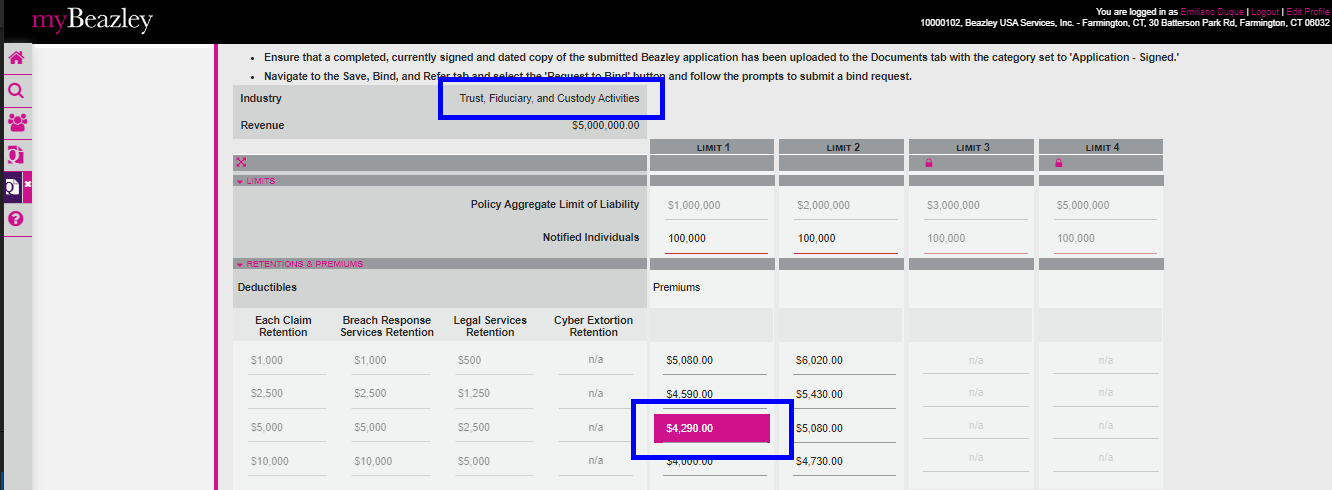 myBeazley
You are logged in as Emiliano Duque | Logout | Edit Profile
10000102, Beazley USA Services, Inc. - Farmington, CT, 30 Batterson Park Rd, Farmington, CT 06032
• Ensure that a completed, currently signed and dated copy of the submitted Beazley application has been uploaded to the Documents tab with the category set to 'Application - Signed.'
• Navigate to the Save, Bind, and Refer tab and select the 'Request to Bind' button and follow the prompts to submit a bind request.
Industry Trust, Fiduciary, and Custody Activities
Revenue $5,000,000.00
LIMIT 1 LIMIT 2 LIMIT 3 LIMIT 4
LIMITS
Policy Aggregate Limit of Liability $1,000,000 $2,000,000 $3,000,000 $5,000,000
Notified Individuals 100,000 100,000 100,000 100,000
RETENTIONS & PREMIUMS
Deductibles Premiums
Each Claim Retention Breach Response Services Retention Legal Services Retention Cyber Extortion Retention
$1,000 $1,000 $500 n/a $5,080.00 $6,020.00 n/a n/a
$2,500 $2,500 $1,250 n/a $4,590.00 $5,430.00 n/a n/a
$5,000 $5,000 $2,500 n/a $4,290.00 $5,080.00 n/a n/a
$10,000 $10,000 $5,000 n/a $4,000.00 $4,730.00 n/a n/a